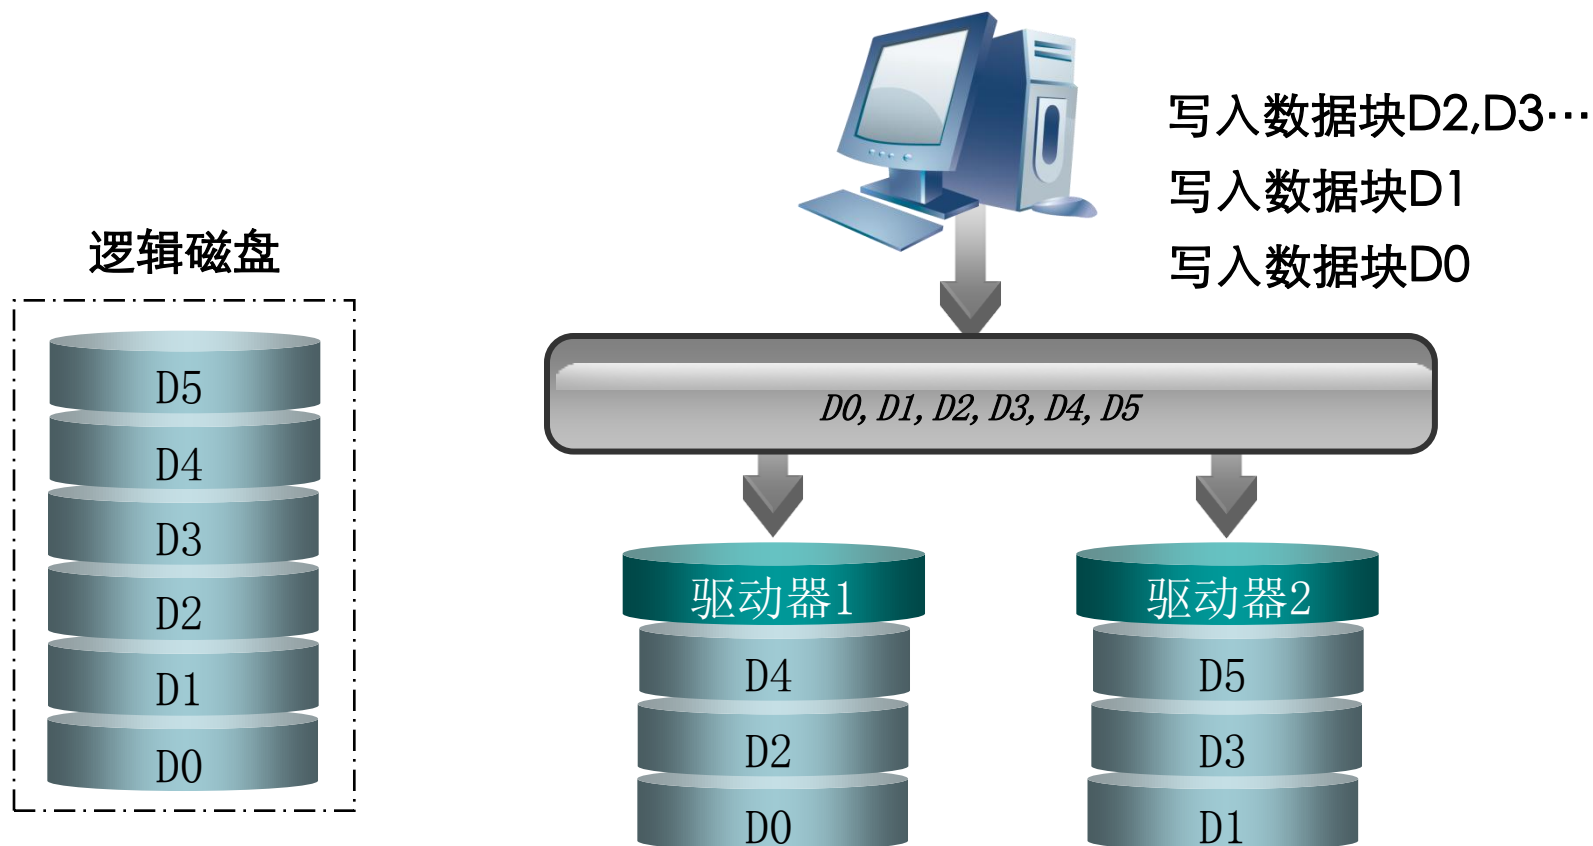 写入数据块D2,D3…
写入数据块D1
写入数据块D0
逻辑磁盘
D5
D4
D3
D2
D1
D0
D0, D1, D2, D3, D4, D5
驱动器1
D4
D2
D0
驱动器2
D5
D3
D1